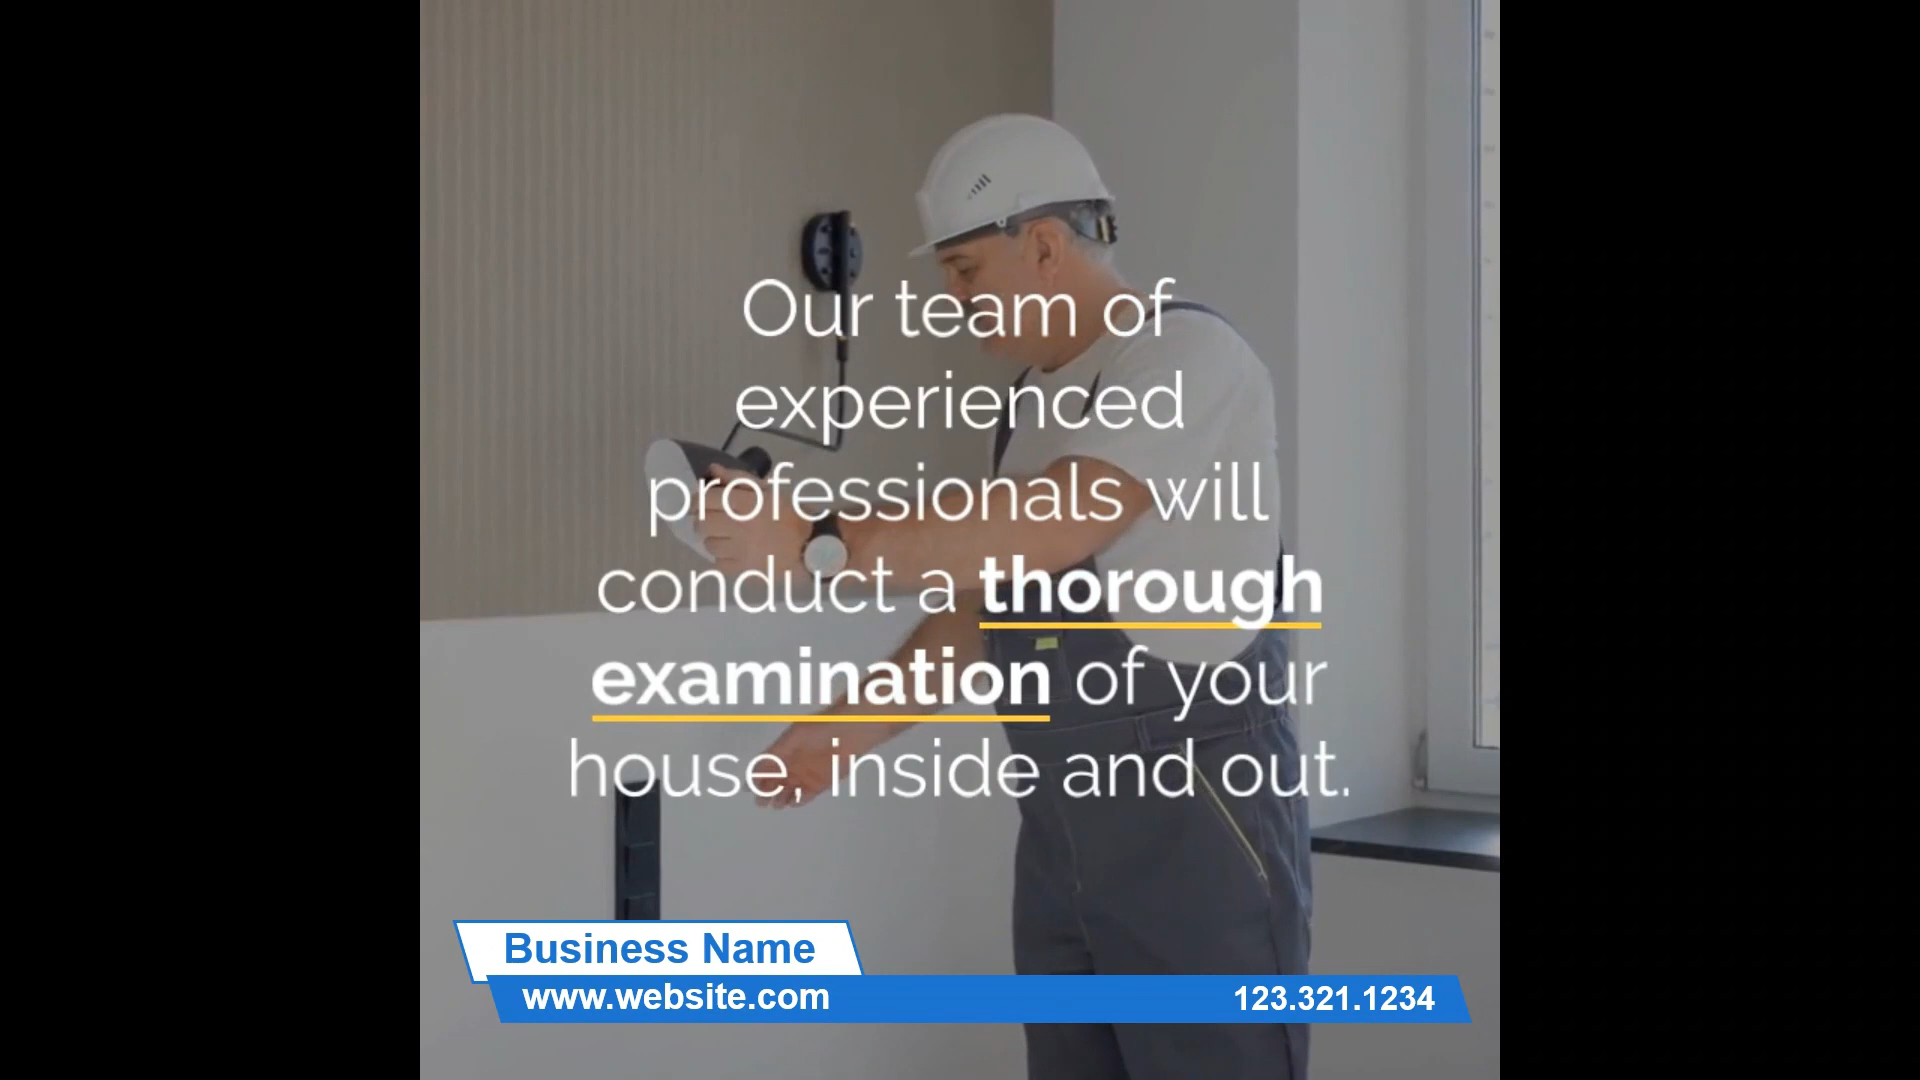 Our team of
experienced
professionals will
conduct a thorough
examination of your
house, inside and out.
Business Name
www.website.com
123.321.1234